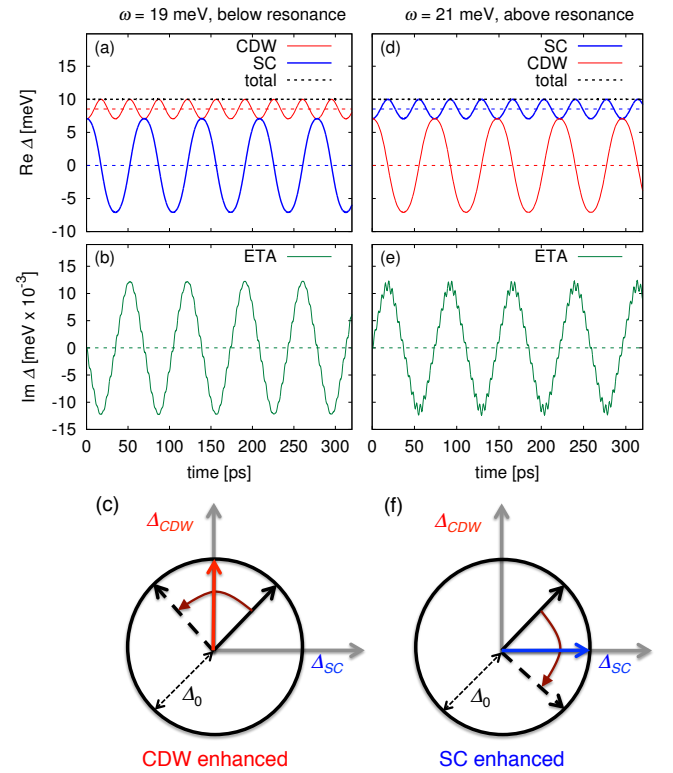 ω = 19 meV, below resonance
ω = 21 meV, above resonance
(a)
CDW
SC
total
Re Δ [meV]
15
10
5
0
-5
-10
(d)
SC
CDW
total
(b)
ETA
Im Δ [meV x 10⁻³]
10
5
0
-5
-10
-15
0 50 100 150 200 250 300
time [ps]
(e)
ETA
0 50 100 150 200 250 300
time [ps]
(c)
Δ_CDW
Δ_SC
Δ_0
CDW enhanced
(f)
Δ_CDW
Δ_SC
Δ_0
SC enhanced